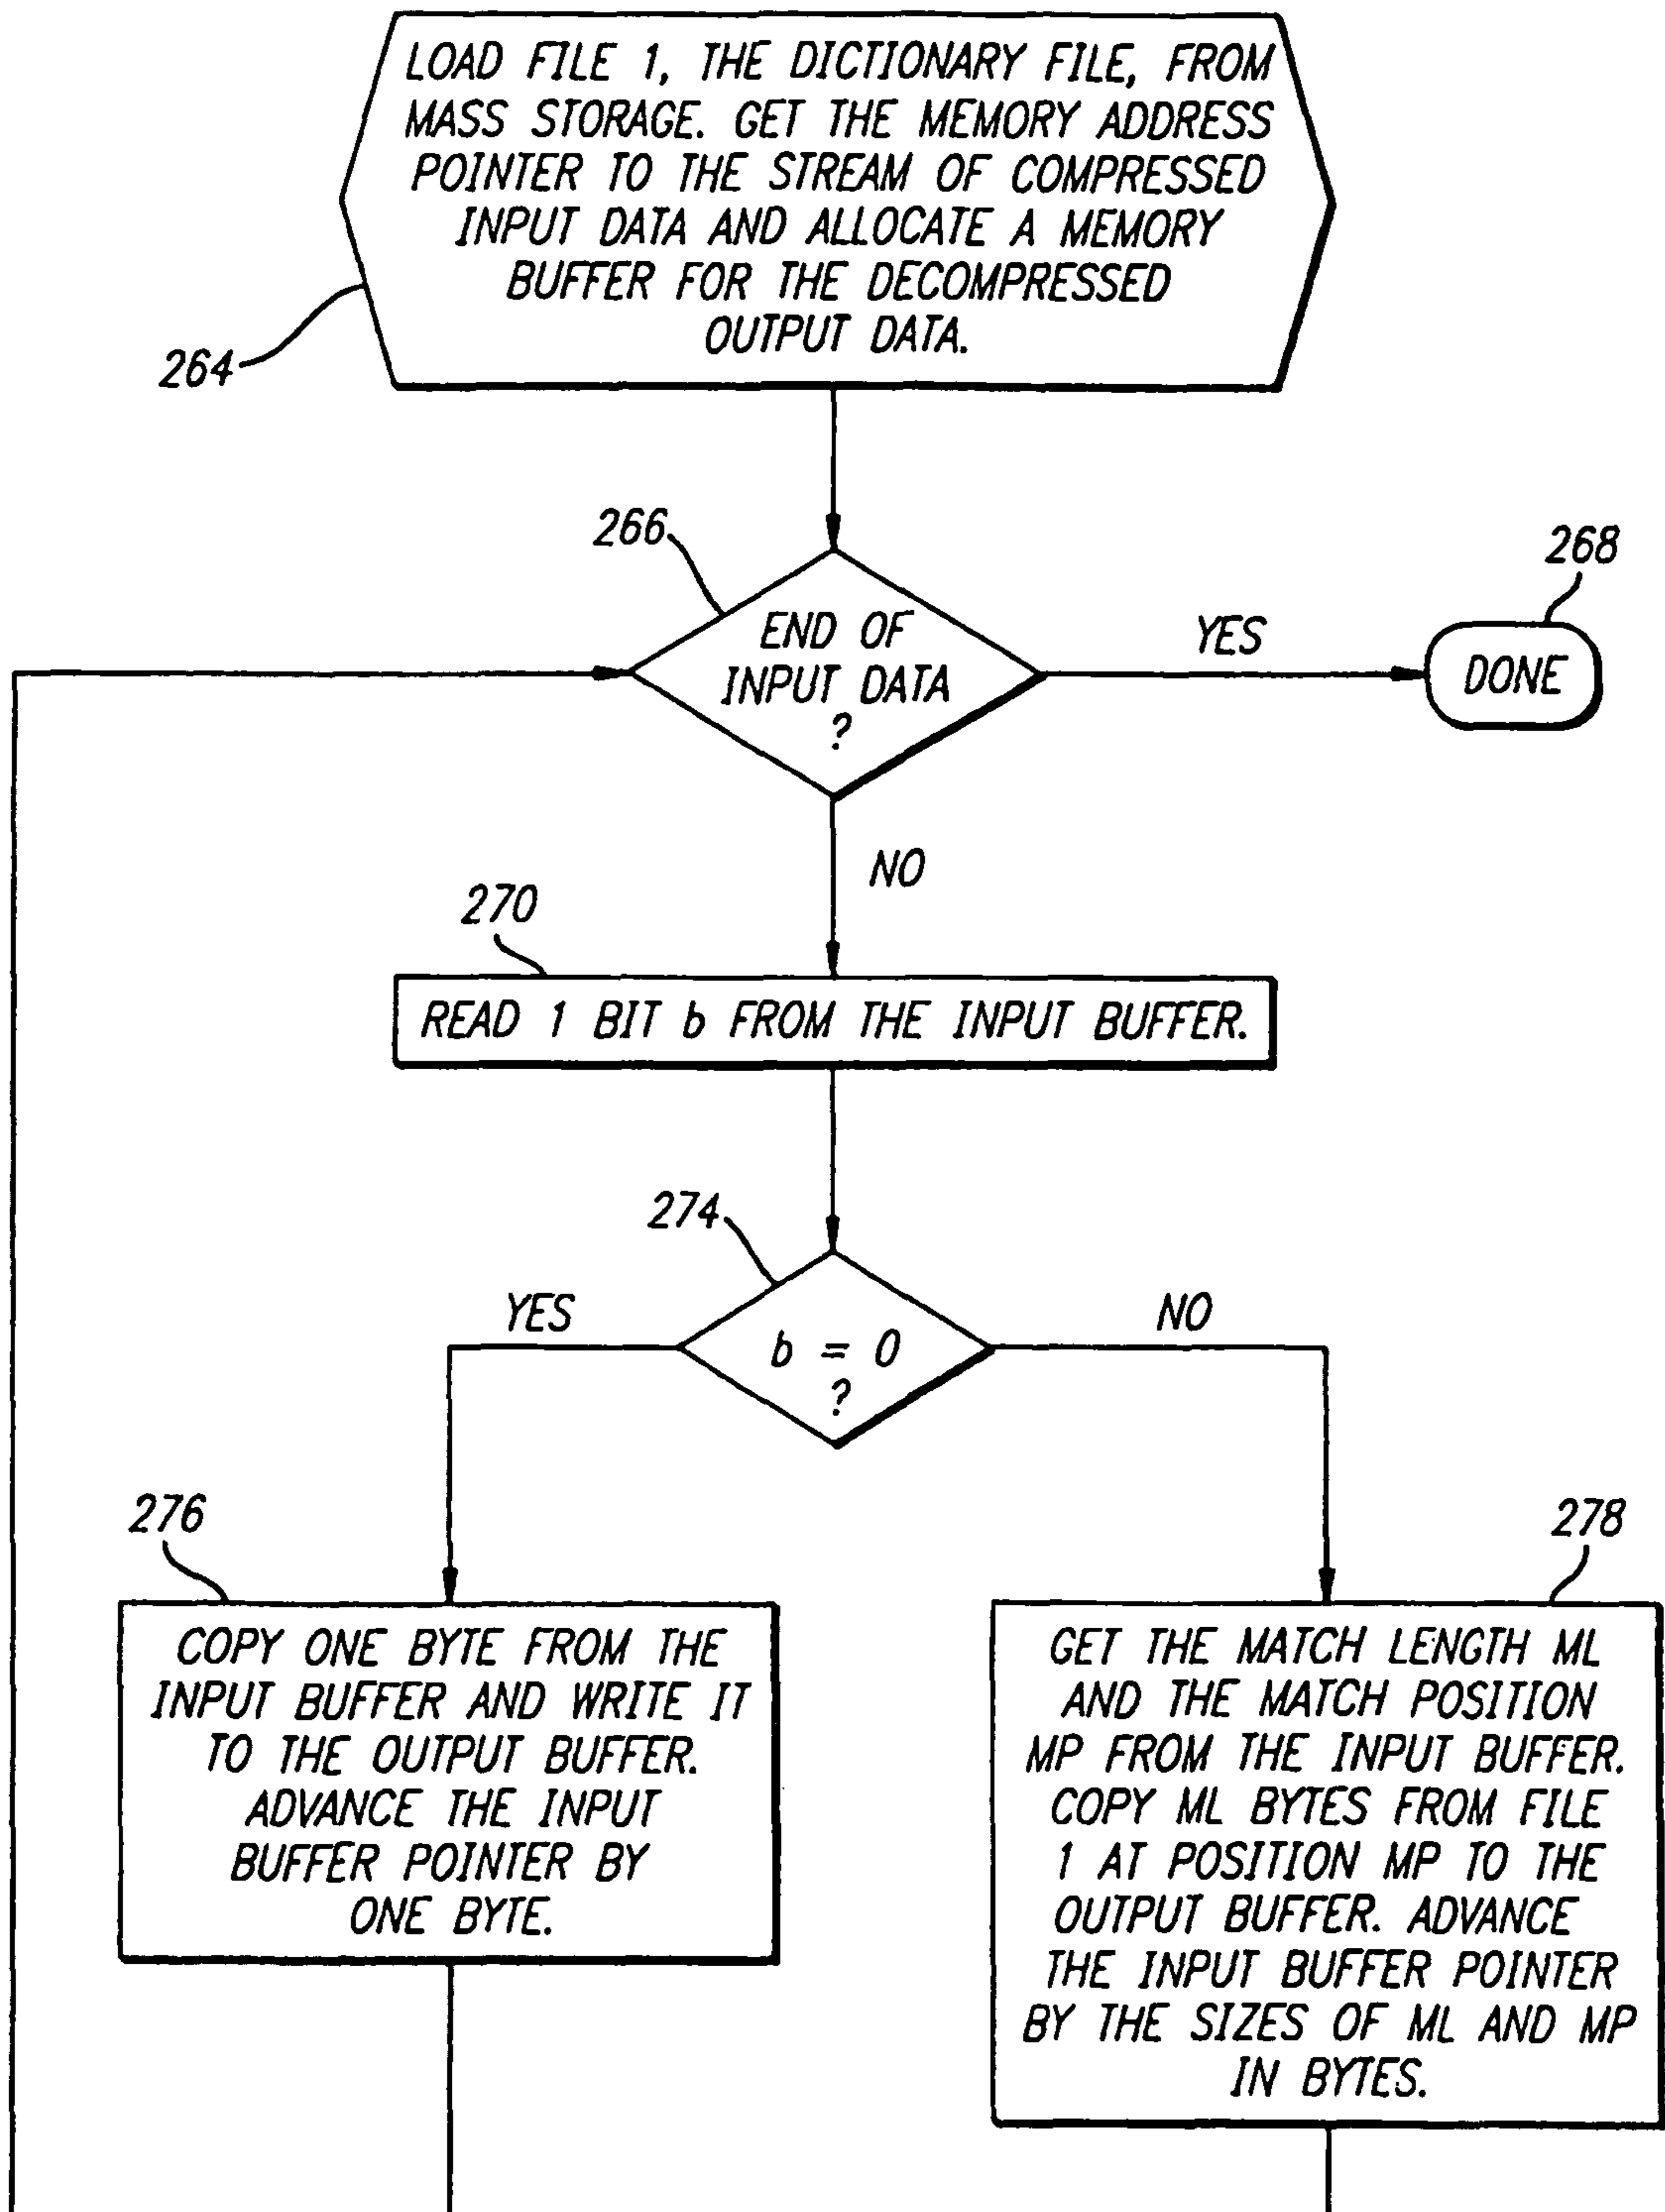 LOAD FILE 1, THE DICTIONARY FILE, FROM
MASS STORAGE. GET THE MEMORY ADDRESS
POINTER TO THE STREAM OF COMPRESSED
INPUT DATA AND ALLOCATE A MEMORY
BUFFER FOR THE DECOMPRESSED
OUTPUT DATA.
264
266
END OF
INPUT DATA
?
YES
268
DONE
NO
270
READ 1 BIT b FROM THE INPUT BUFFER.
274
b = 0
?
YES
NO
276
COPY ONE BYTE FROM THE
INPUT BUFFER AND WRITE IT
TO THE OUTPUT BUFFER.
ADVANCE THE INPUT
BUFFER POINTER BY
ONE BYTE.
278
GET THE MATCH LENGTH ML
AND THE MATCH POSITION
MP FROM THE INPUT BUFFER.
COPY ML BYTES FROM FILE
1 AT POSITION MP TO THE
OUTPUT BUFFER. ADVANCE
THE INPUT BUFFER POINTER
BY THE SIZES OF ML AND MP
IN BYTES.